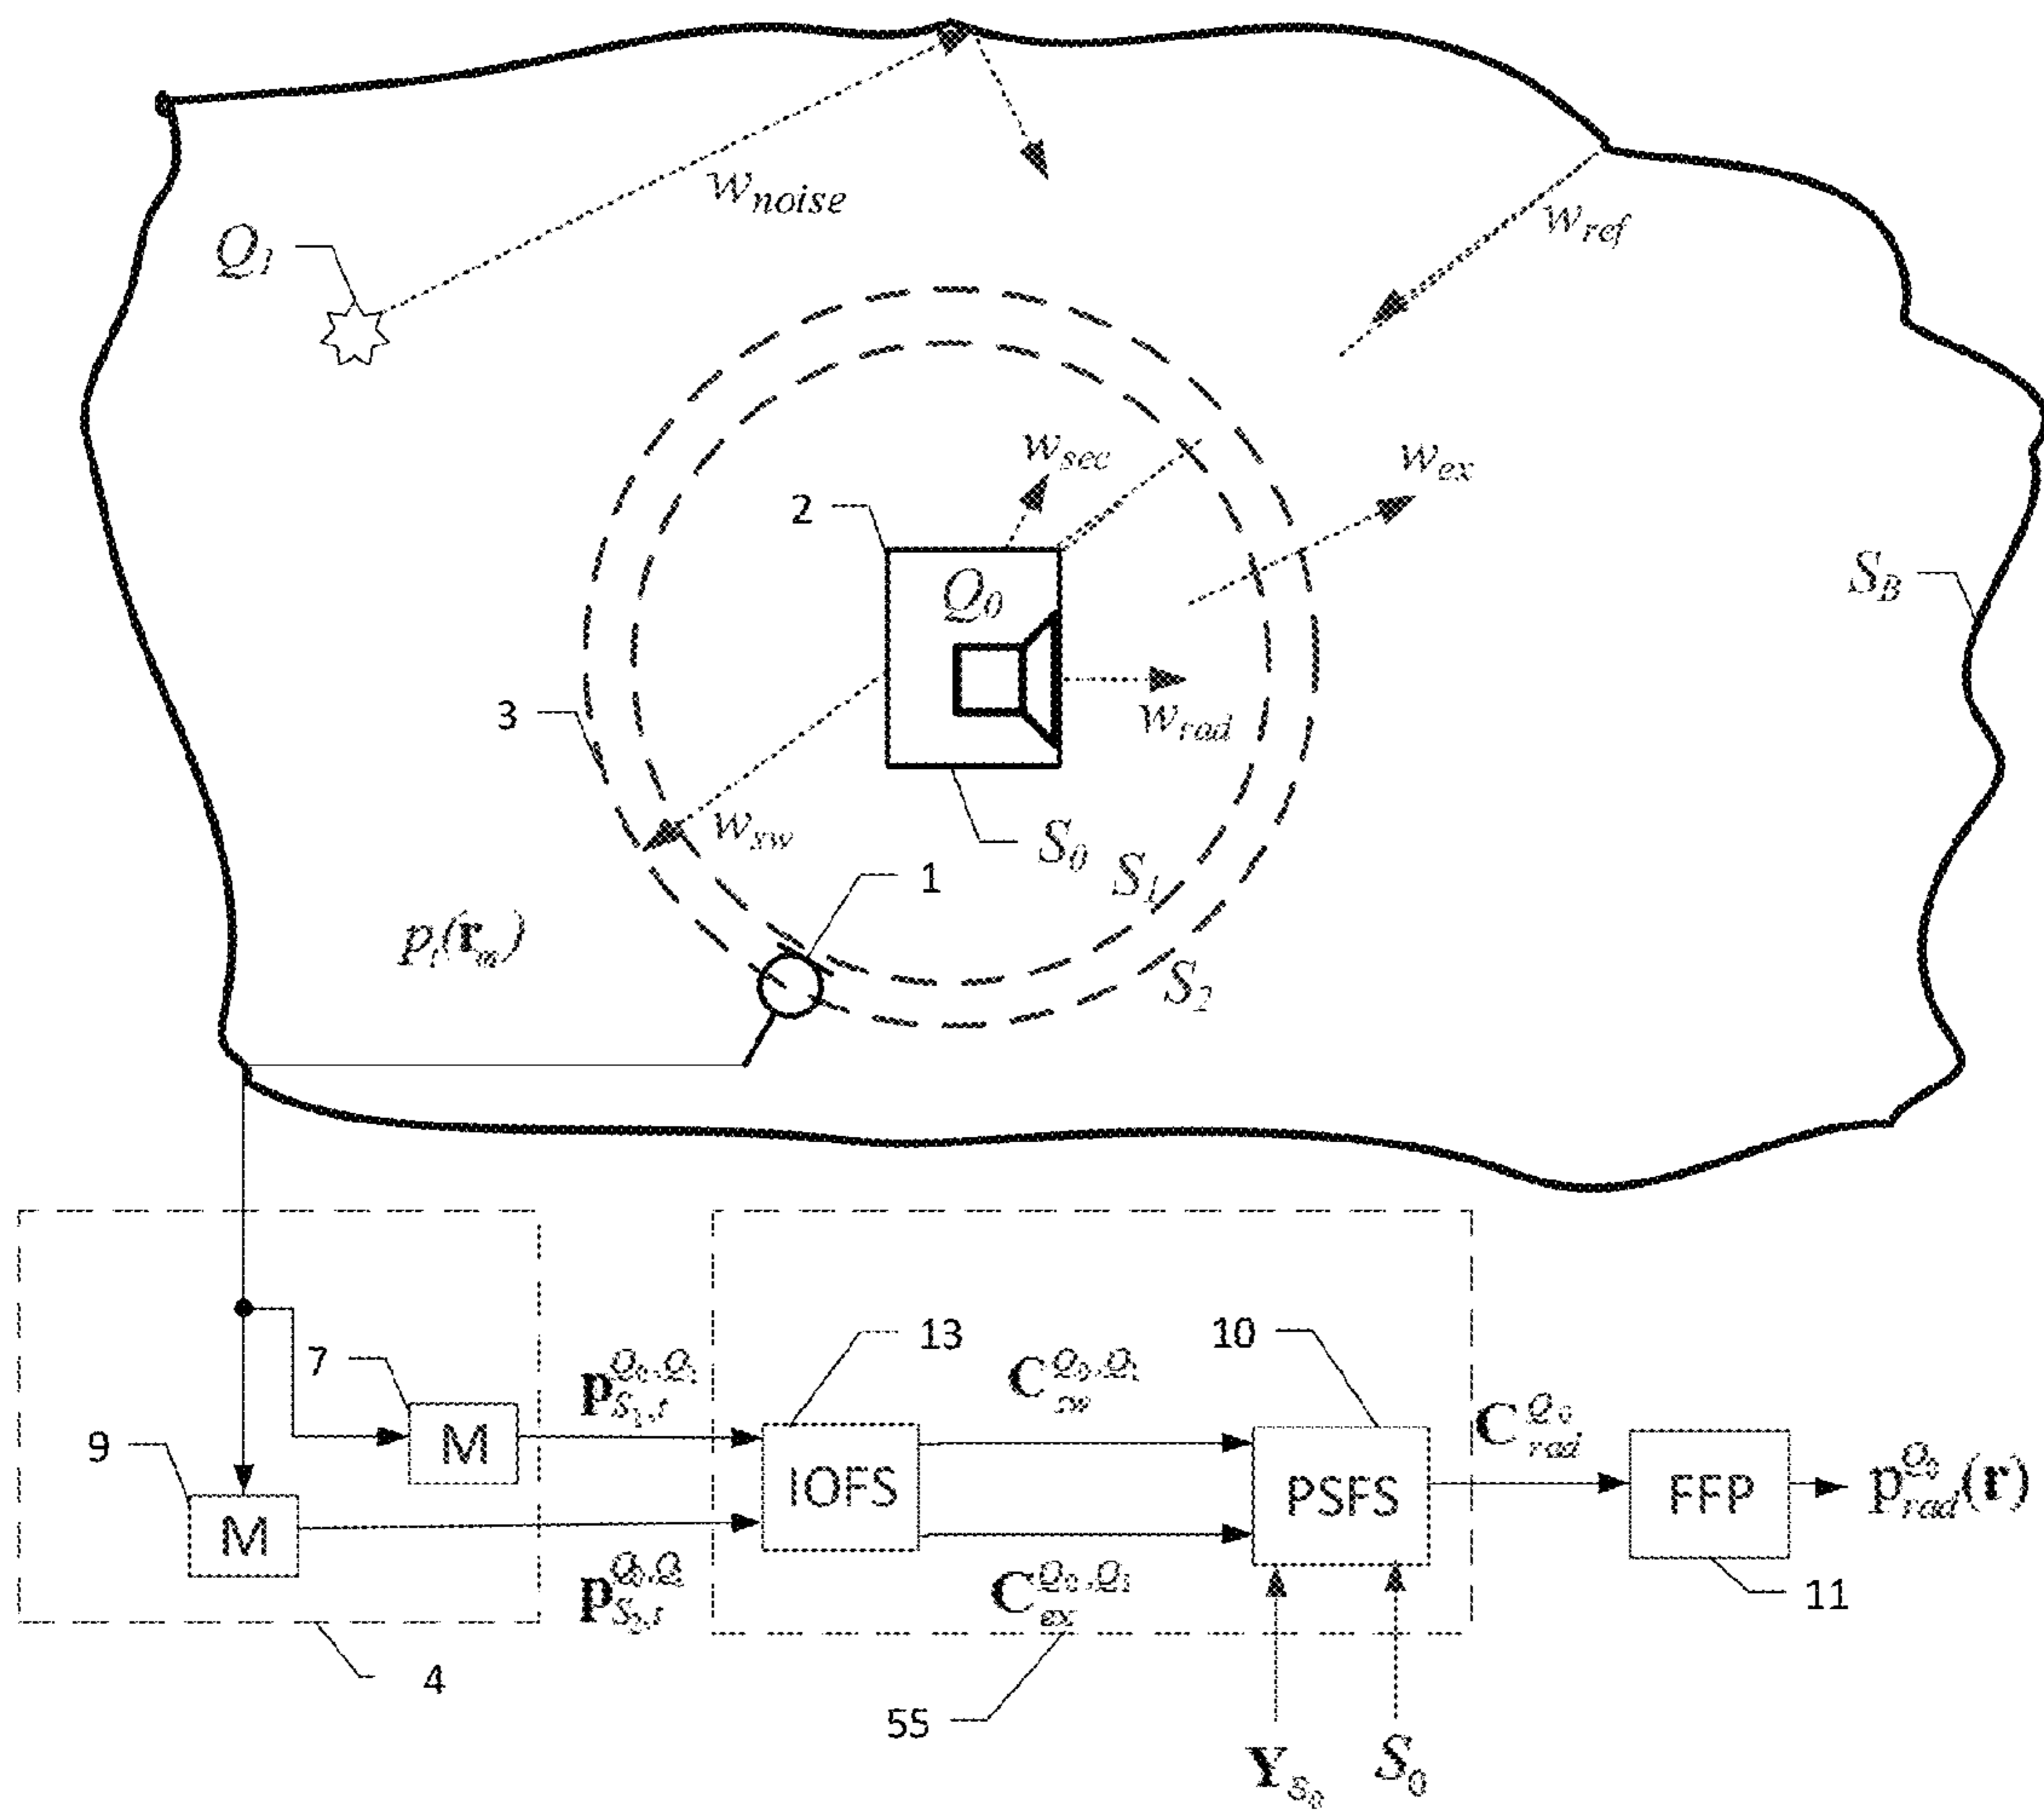 w_noise
w_ref
Q_1
w_sec
w_ex
2
Q_0
S_B
3
w_rad
w_sw
S_0
S_1
1
p_t(r_m)
S_2
13
10
7
p_{S_1,t}^{Q_0,Q_1}
C_{sw}^{Q_0,Q_1}
C_{rad}^{Q_0}
9
M
IOFS
PSFS
FFP
p_{rad}^{Q_0}(r)
M
p_{S_2,t}
C_{ex}^{Q_0,Q_1}
11
4
55
Y_{S_0}
S_0